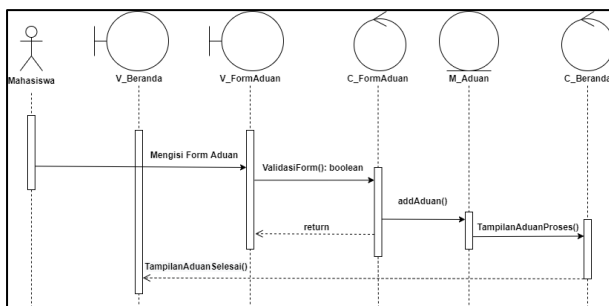 Mahasiswa
V_Beranda
V_FormAduan
C_FormAduan
M_Aduan
C_Beranda
Mengisi Form Aduan
ValidasiForm(): boolean
addAduan()
TampilanAduanProses()
return
TampilanAduanSelesai()